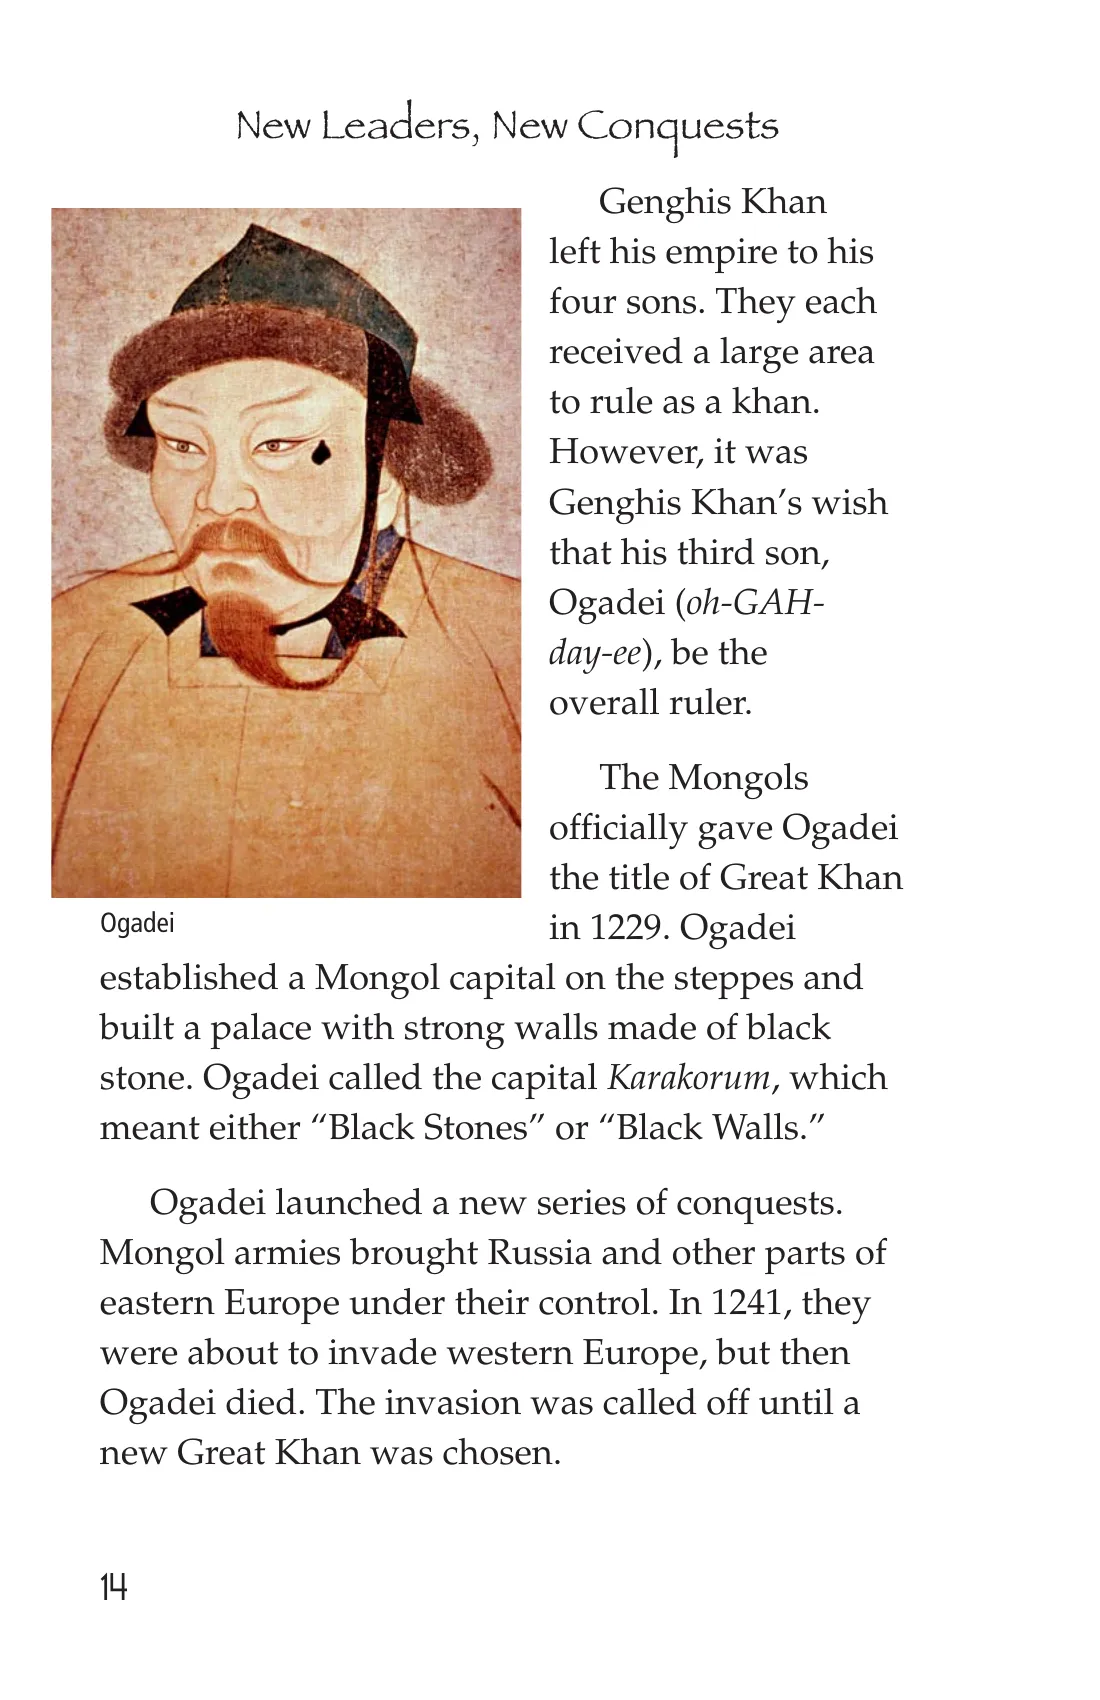 New Leaders, New Conquests
Genghis Khan
left his empire to his
four sons. They each
received a large area
to rule as a khan.
However, it was
Genghis Khan’s wish
that his third son,
Ogadei (oh-GAH-
day-ee), be the
overall ruler.
The Mongols
officially gave Ogadei
the title of Great Khan
in 1229. Ogadei
Ogadei
established a Mongol capital on the steppes and
built a palace with strong walls made of black
stone. Ogadei called the capital Karakorum, which
meant either “Black Stones” or “Black Walls.”
Ogadei launched a new series of conquests.
Mongol armies brought Russia and other parts of
eastern Europe under their control. In 1241, they
were about to invade western Europe, but then
Ogadei died. The invasion was called off until a
new Great Khan was chosen.
14